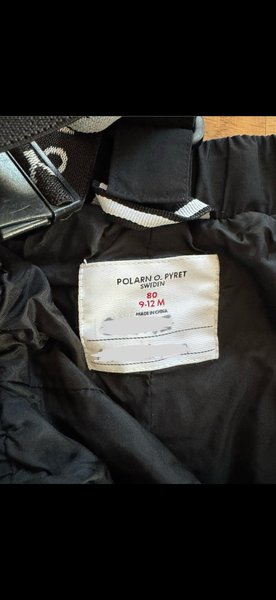 POLARN O. PYRET
SWEDEN
80
9-12 M
MADE IN CHINA